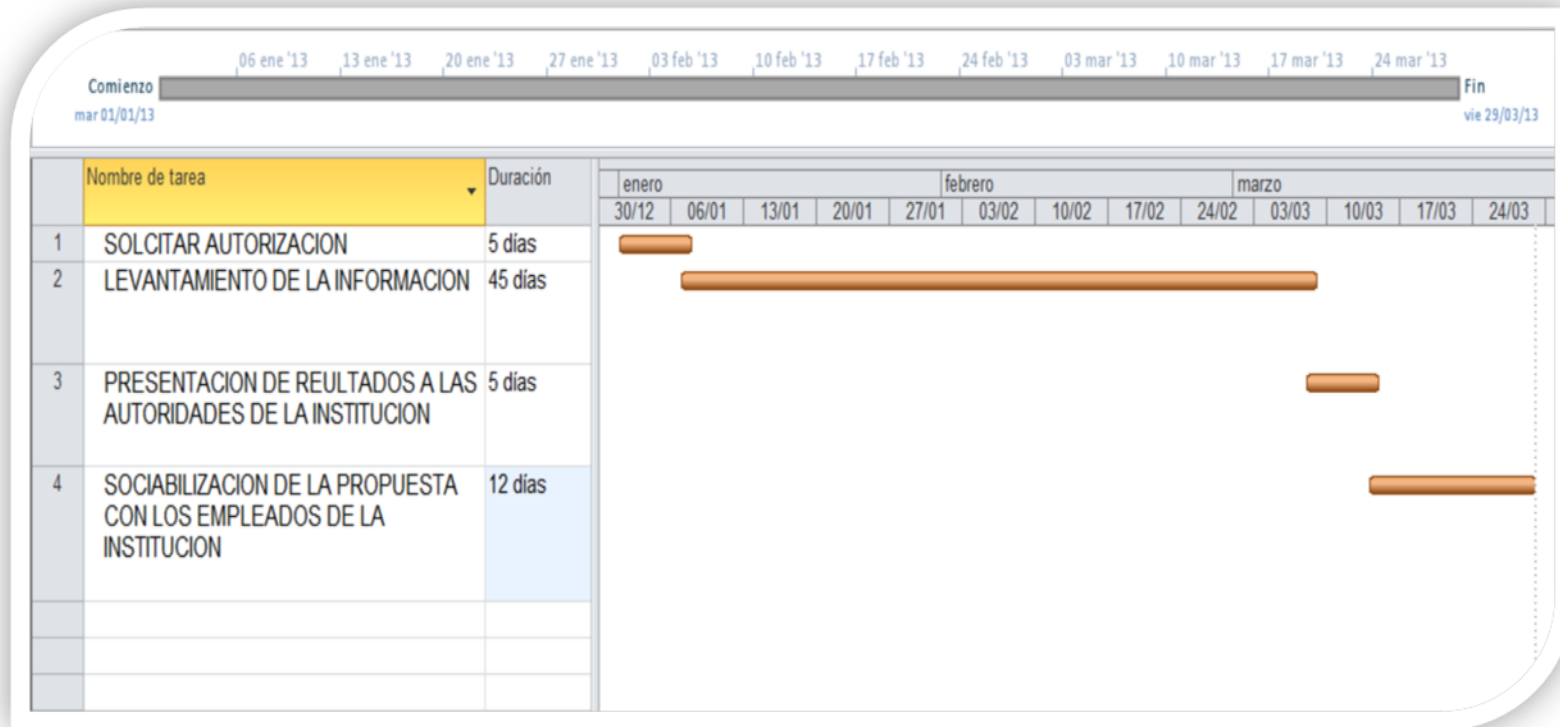 06 ene '13 13 ene '13 20 ene '13 27 ene '13 03 feb '13 10 feb '13 17 feb '13 24 feb '13 03 mar '13 10 mar '13 17 mar '13 24 mar '13
Comienzo Fin
mar 01/01/13 vie 29/03/13
Nombre de tarea Duración enero febrero marzo
30/12 06/01 13/01 20/01 27/01 03/02 10/02 17/02 24/02 03/03 10/03 17/03 24/03
1 SOLCITAR AUTORIZACION 5 días
2 LEVANTAMIENTO DE LA INFORMACION 45 días
3 PRESENTACION DE REULTADOS A LAS 5 días
AUTORIDADES DE LA INSTITUCION
4 SOCIABILIZACION DE LA PROPUESTA 12 días
CON LOS EMPLEADOS DE LA
INSTITUCION